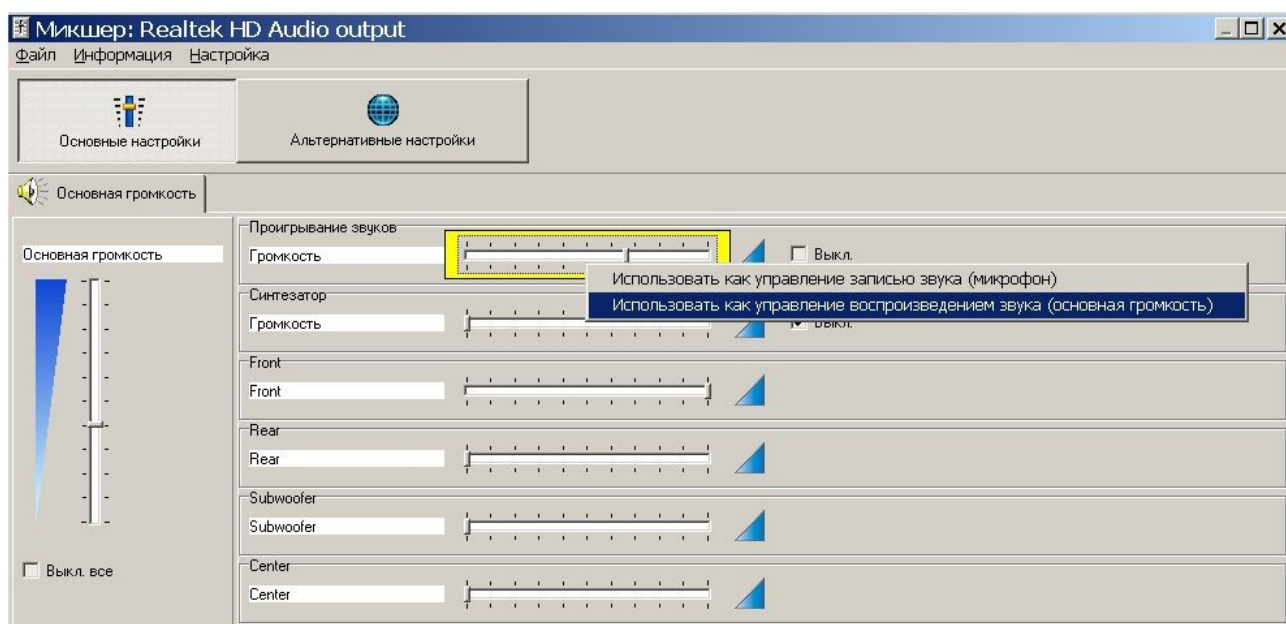 Микшер: Realtek HD Audio output
Файл Информация Настройка
Основные настройки
Альтернативные настройки
Основная громкость
Основная громкость
Выкл. все
Проигрывание звуков
Громкость
Выкл.
Использовать как управление записью звука (микрофон)
Использовать как управление воспроизведением звука (основная громкость)
Синтезатор
Громкость
Выкл.
Front
Front
Rear
Rear
Subwoofer
Subwoofer
Center
Center